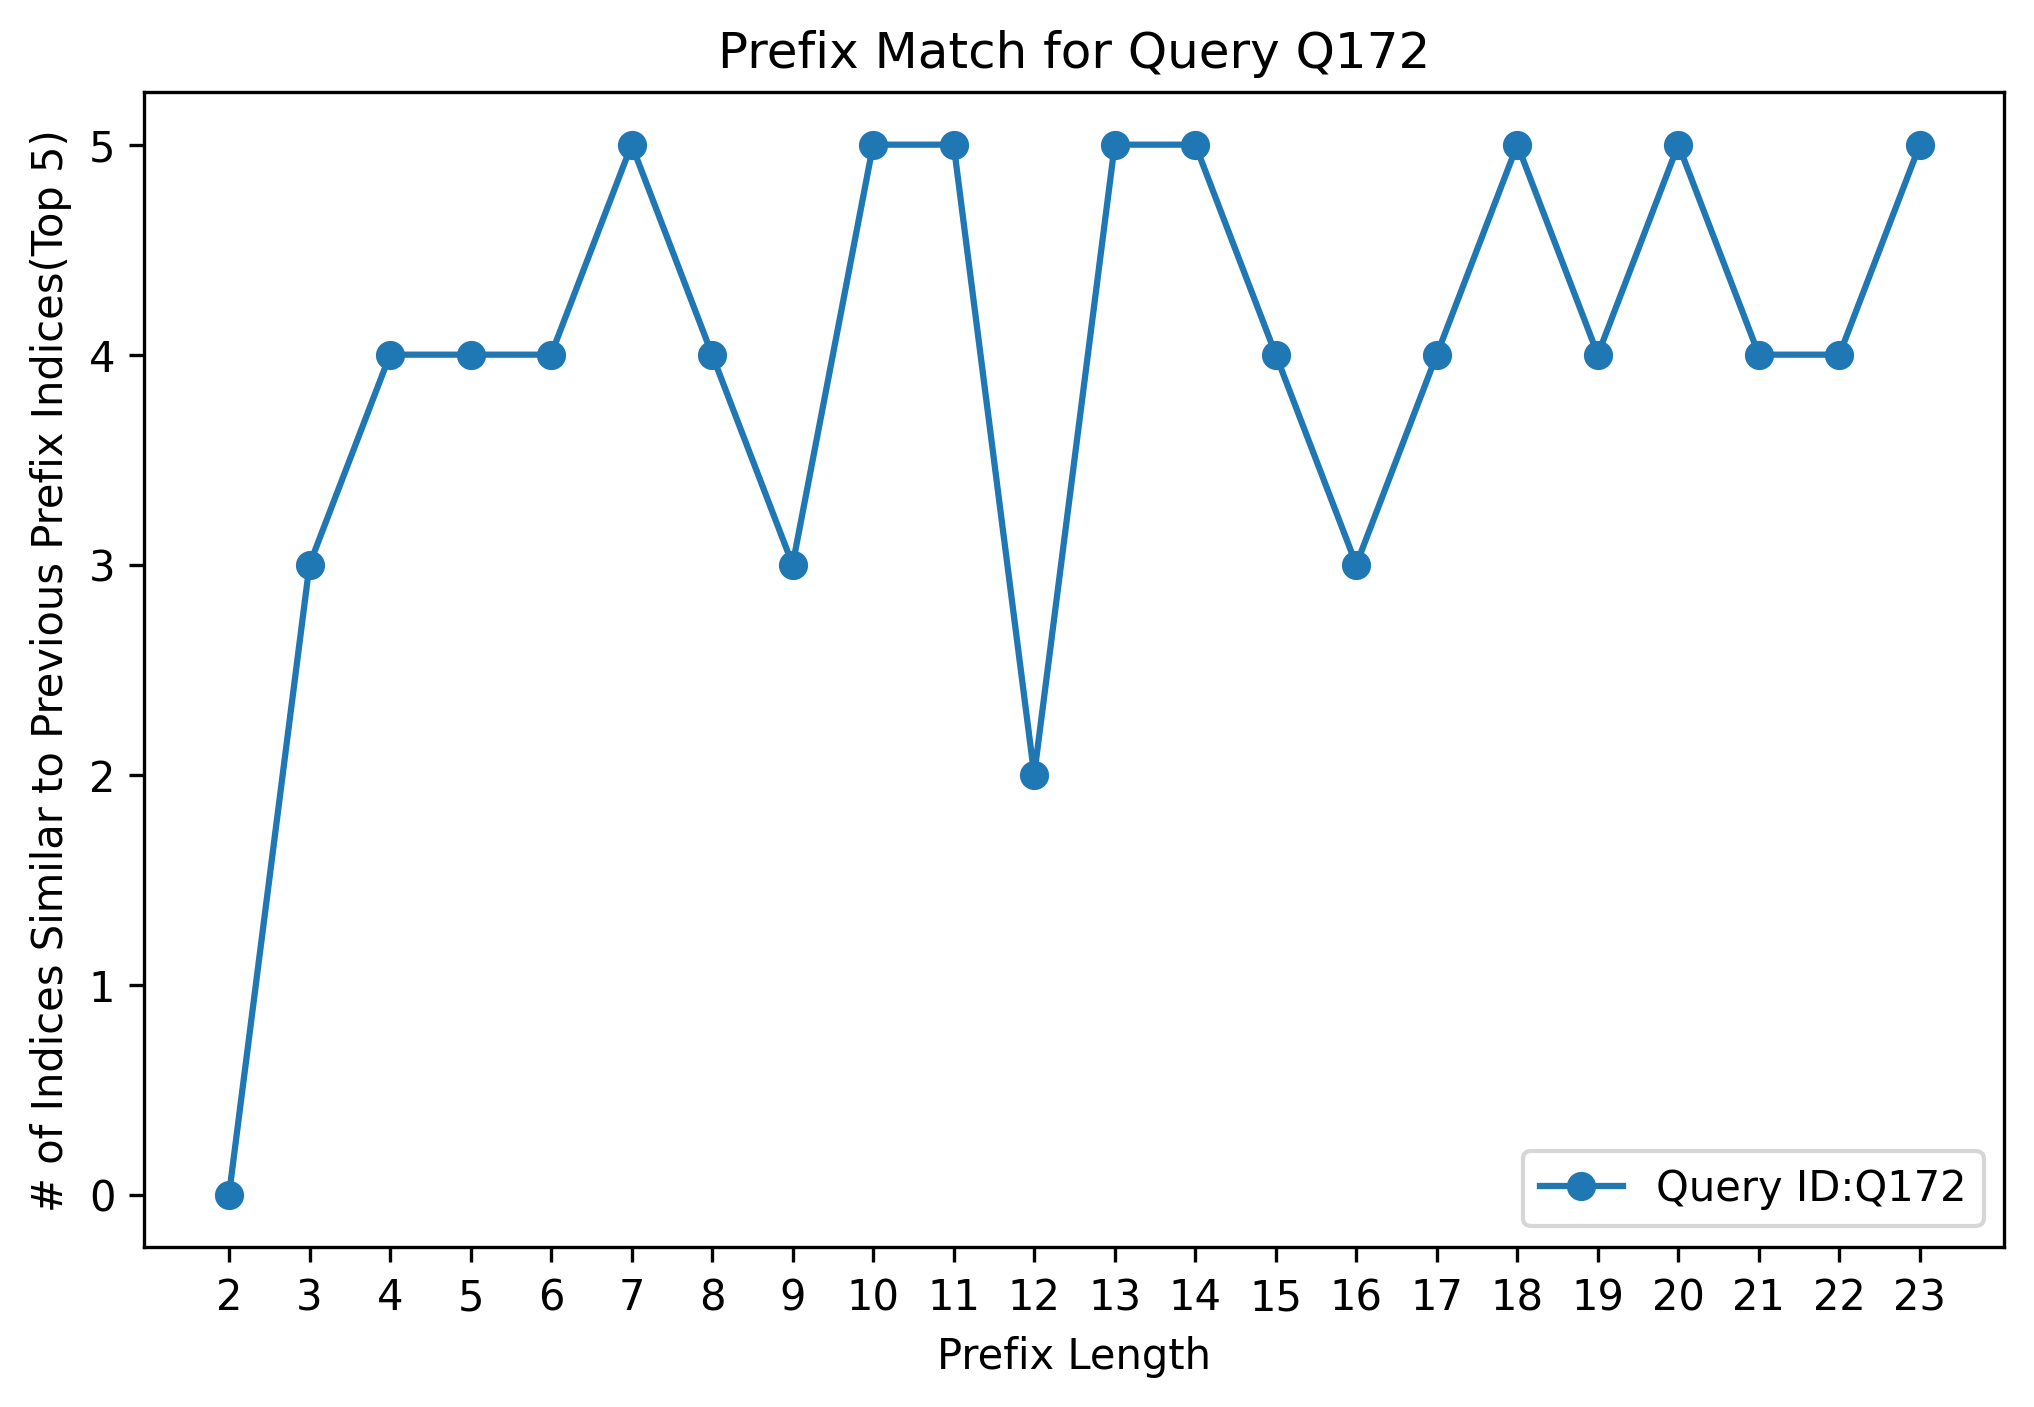 Prefix Match for Query Q172
# of Indices Similar to Previous Prefix Indices(Top 5)
5
4
3
2
1
0
Query ID:Q172
2 3 4 5 6 7 8 9 10 11 12 13 14 15 16 17 18 19 20 21 22 23
Prefix Length